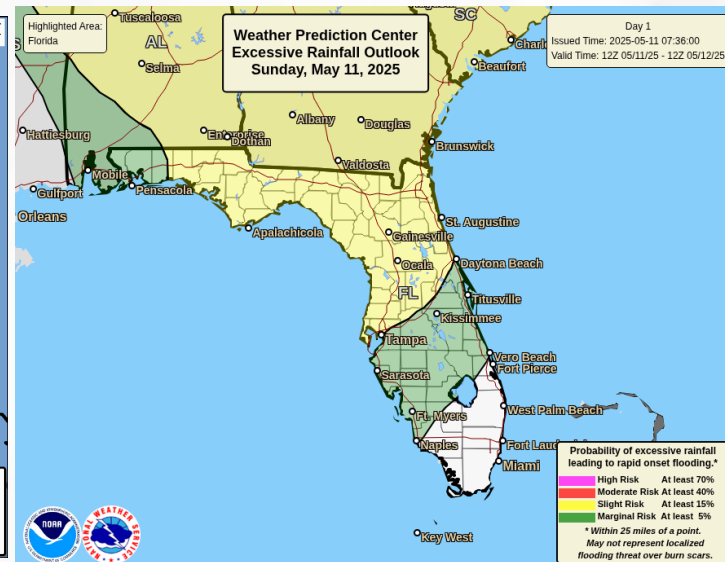 Highlighted Area:
Florida
Weather Prediction Center
Excessive Rainfall Outlook
Sunday, May 11, 2025
Day 1
Issued Time: 2025-05-11 07:36:00
Valid Time: 12Z 05/11/25 - 12Z 05/12/25
Tuscaloosa
AL
SC
Selma
Beaufort
Hattiesburg
Albany
Douglas
Enterprise
Dothan
Brunswick
Valdosta
Mobile
Pensacola
Gulfport
Orleans
Apalachicola
St. Augustine
Gainesville
Ocala
Daytona Beach
FL
Titusville
Kissimmee
Tampa
Vero Beach
Fort Pierce
Sarasota
Ft. Myers
West Palm Beach
Naples
Fort Laud
Miami
Key West
Probability of excessive rainfall
leading to rapid onset flooding.*
High Risk At least 70%
Moderate Risk At least 40%
Slight Risk At least 15%
Marginal Risk At least 5%
* Within 25 miles of a point.
May not represent localized
flooding threat over burn scars.
NOAA
NATIONAL WEATHER SERVICE